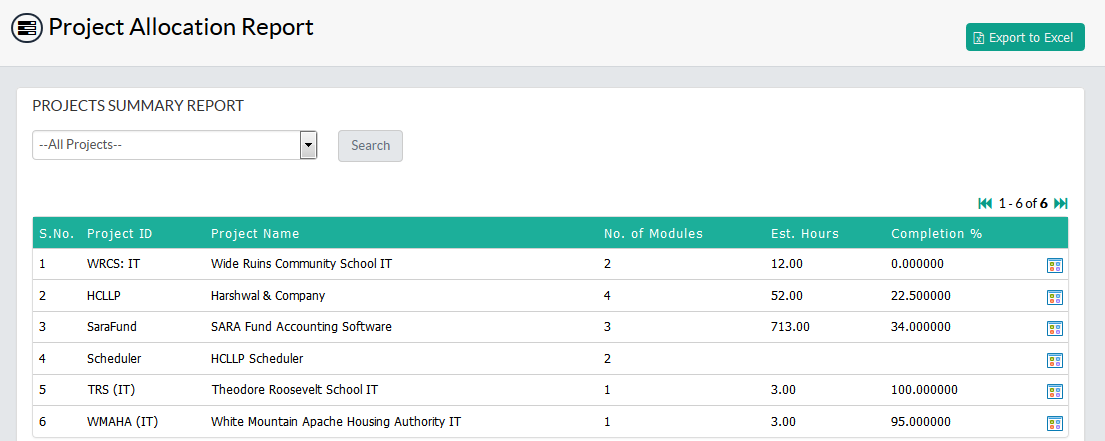 Project Allocation Report
Export to Excel
PROJECTS SUMMARY REPORT
--All Projects--
Search
1 - 6 of 6
S.No. Project ID Project Name No. of Modules Est. Hours Completion %
1 WRCS: IT Wide Ruins Community School IT 2 12.00 0.000000
2 HCLLP Harshwal & Company 4 52.00 22.500000
3 SaraFund SARA Fund Accounting Software 3 713.00 34.000000
4 Scheduler HCLLP Scheduler 2
5 TRS (IT) Theodore Roosevelt School IT 1 3.00 100.000000
6 WMAHA (IT) White Mountain Apache Housing Authority IT 1 3.00 95.000000